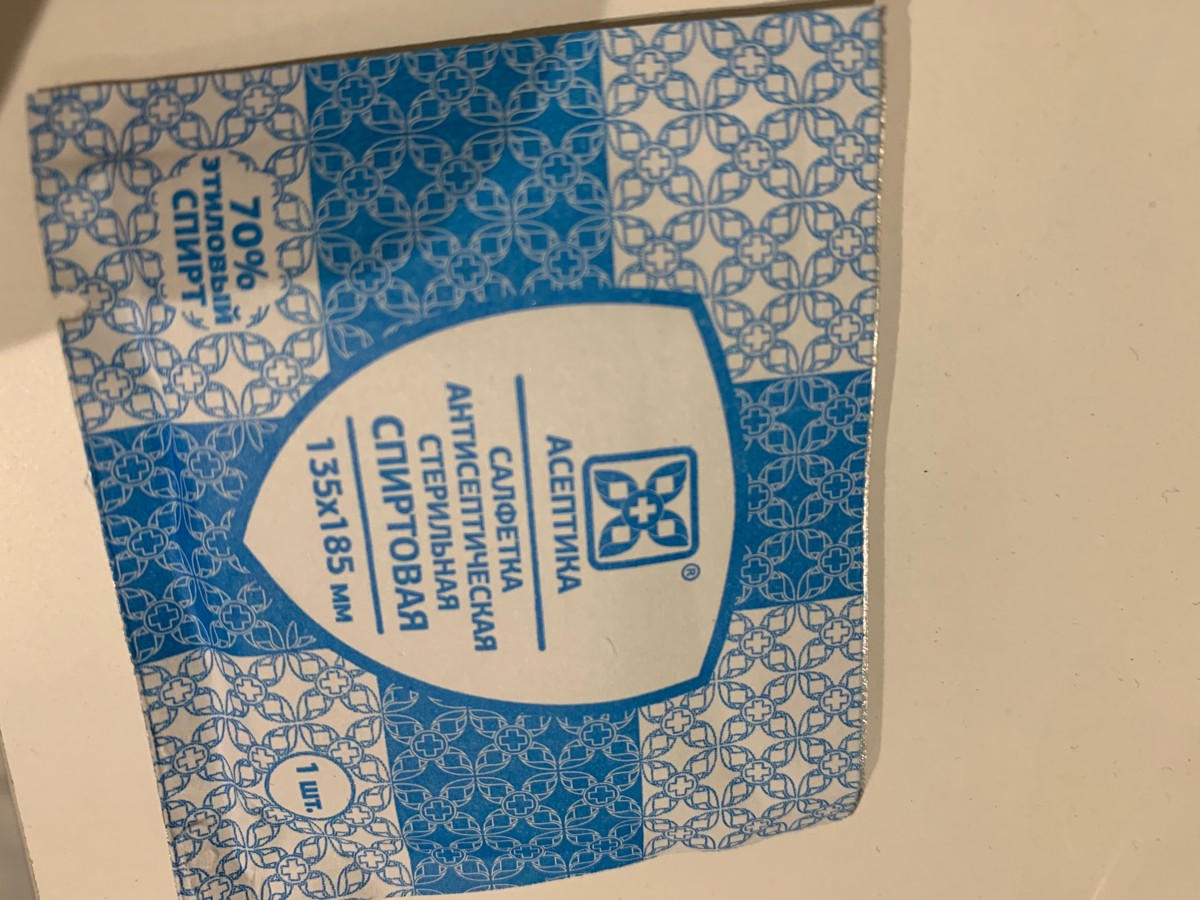 ®
АСЕПТИКА
САЛФЕТКА
АНТИСЕПТИЧЕСКАЯ
СТЕРИЛЬНАЯ
СПИРТОВАЯ
135х185 мм
70%
ЭТИЛОВЫЙ
СПИРТ
1 шт.